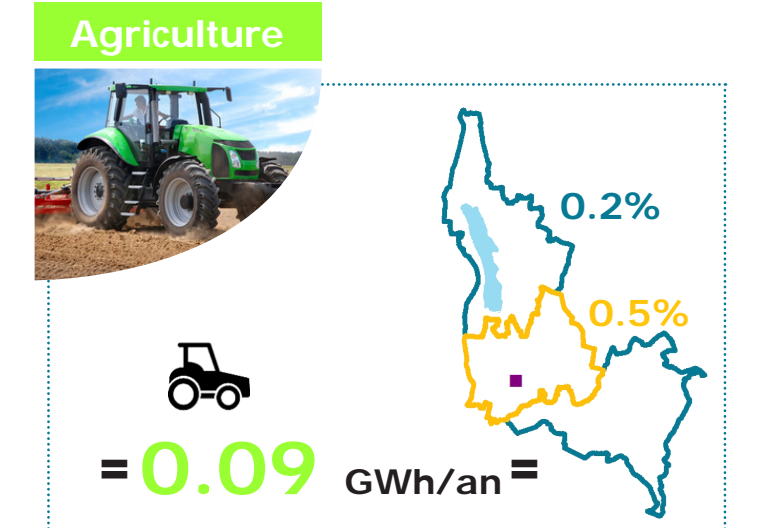 Agriculture
0.2%
0.5%
= 0.09 GWh/an =